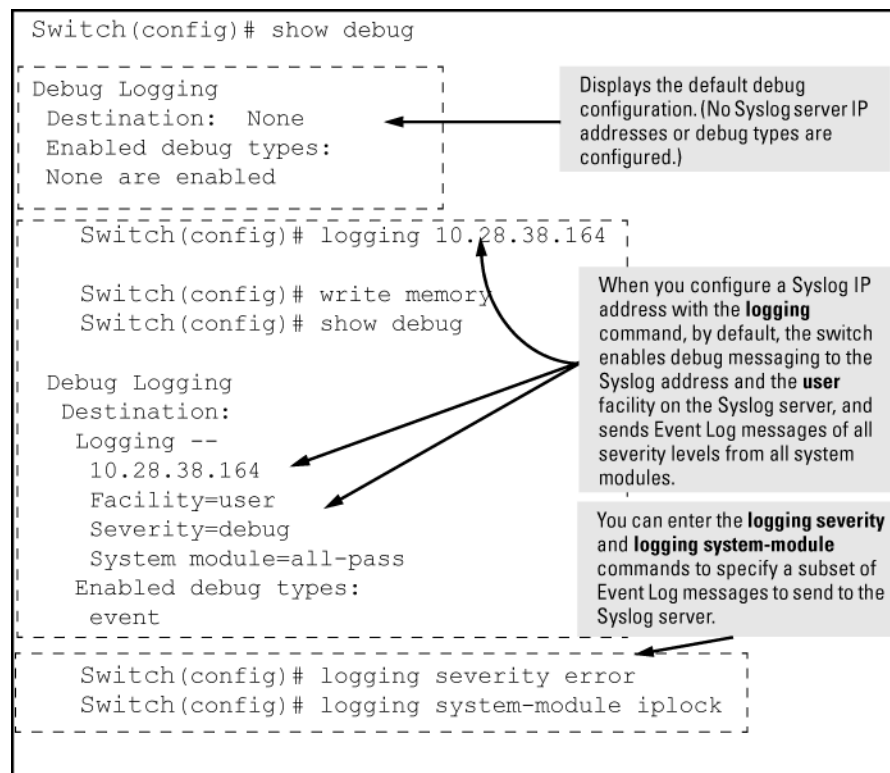 Switch(config)# show debug
Debug Logging
Destination: None
Enabled debug types:
None are enabled
Displays the default debug
configuration. (No Syslog server IP
addresses or debug types are
configured.)
Switch(config)# logging 10.28.38.164
Switch(config)# write memory
Switch(config)# show debug
Debug Logging
Destination:
Logging --
10.28.38.164
Facility=user
Severity=debug
System module=all-pass
Enabled debug types:
event
When you configure a Syslog IP
address with the logging
command, by default, the switch
enables debug messaging to the
Syslog address and the user
facility on the Syslog server, and
sends Event Log messages of all
severity levels from all system
modules.
You can enter the logging severity
and logging system-module
commands to specify a subset of
Event Log messages to send to the
Syslog server.
Switch(config)# logging severity error
Switch(config)# logging system-module iplock